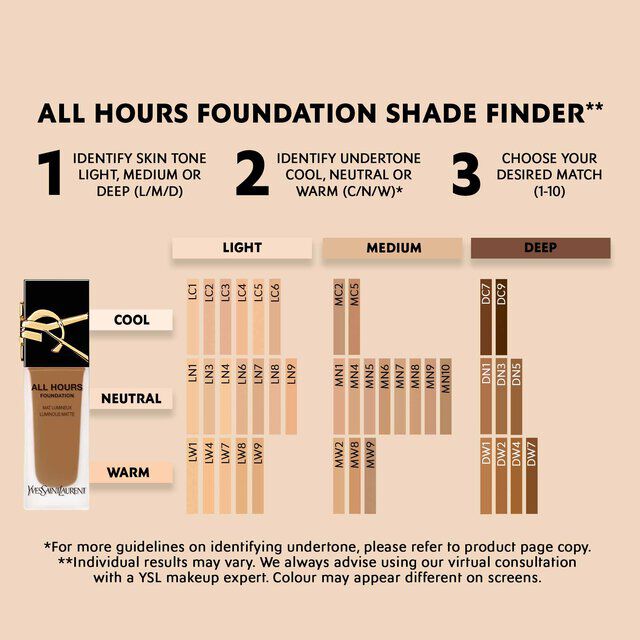 ALL HOURS FOUNDATION SHADE FINDER**
1 IDENTIFY SKIN TONE
LIGHT, MEDIUM OR
DEEP (L/M/D)
2 IDENTIFY UNDERTONE
COOL, NEUTRAL OR
WARM (C/N/W)*
3 CHOOSE YOUR
DESIRED MATCH
(1-10)
LIGHT MEDIUM DEEP
COOL
LC1 LC2 LC3 LC4 LC5 LC6 MC2 MC5 DC7 DC9
NEUTRAL
LN1 LN3 LN4 LN6 LN7 LN8 LN9 MN1 MN4 MN5 MN6 MN7 MN8 MN9 MN10 DN1 DN3 DN5
WARM
LW1 LW4 LW7 LW8 LW9 MW2 MW8 MW9 DW1 DW2 DW4 DW7
ALL HOURS
FOUNDATION
MAT LUMINEUX
LUMINOUS MATTE
YVESSAINTLAURENT
*For more guidelines on identifying undertone, please refer to product page copy.
**Individual results may vary. We always advise using our virtual consultation
with a YSL makeup expert. Colour may appear different on screens.